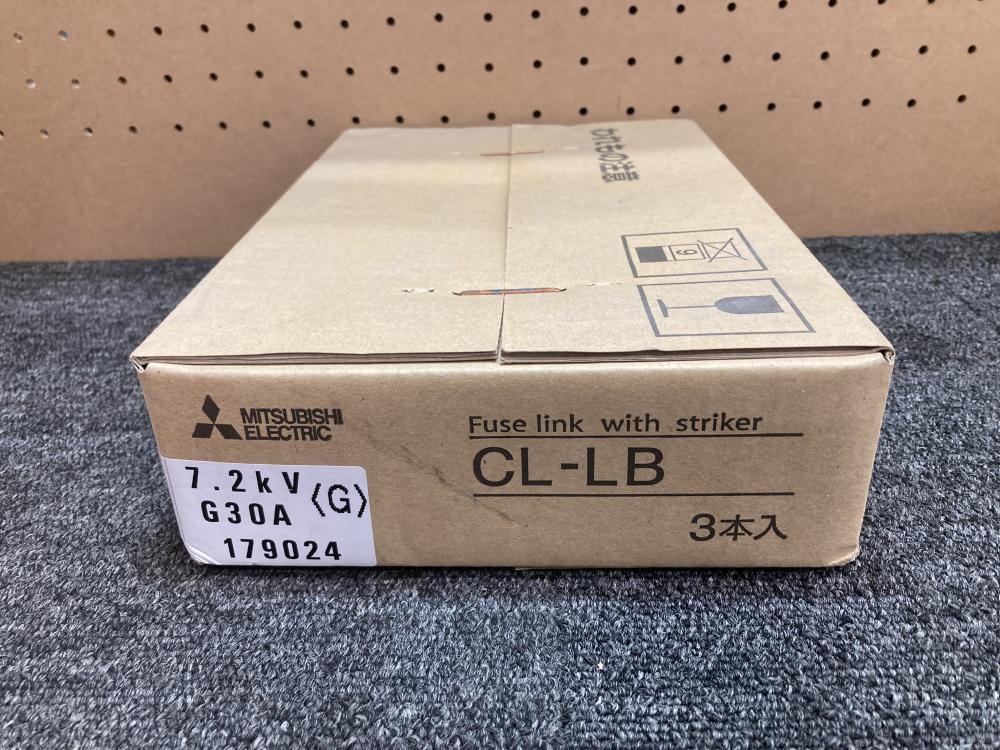 われもの注意
6
MITSUBISHI
ELECTRIC
Fuse link with striker
CL-LB
3本入
7.2kV
〈G〉
G30A
179024